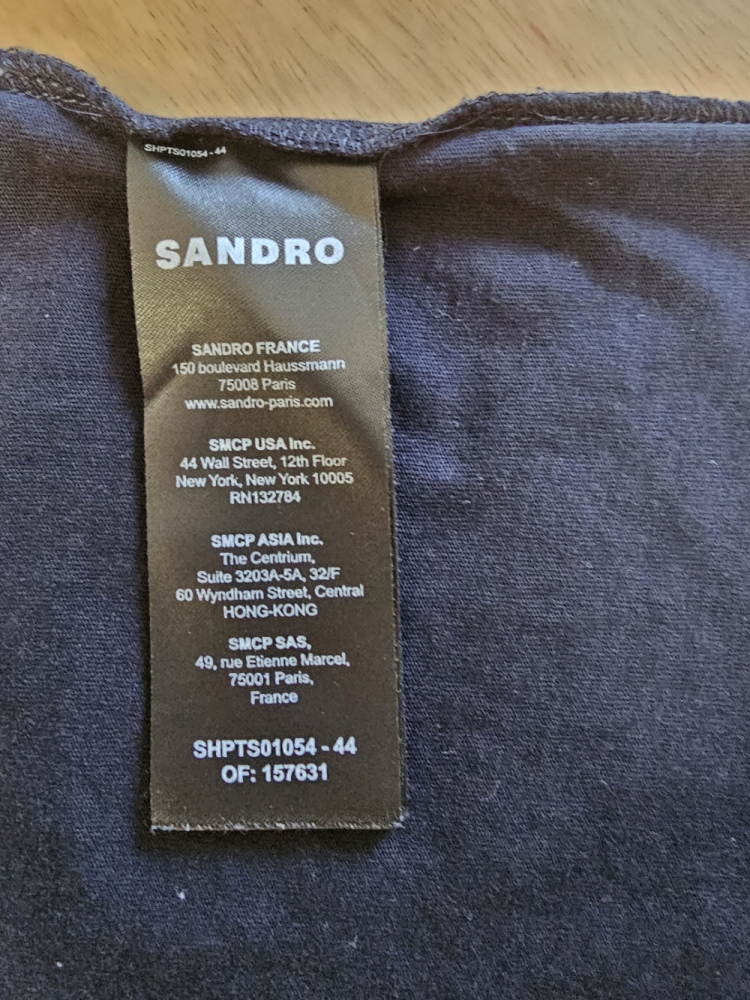 SHPTS01054-44
SANDRO
SANDRO FRANCE
150 boulevard Haussmann
75008 Paris
www.sandro-paris.com
SMCP USA Inc.
44 Wall Street, 12th Floor
New York, New York 10005
RN132784
SMCP ASIA Inc.
The Centrium,
Suite 3203A-5A, 32/F
60 Wyndham Street, Central
HONG-KONG
SMCP SAS,
49, rue Etienne Marcel,
75001 Paris,
France
SHPTS01054 - 44
OF: 157631